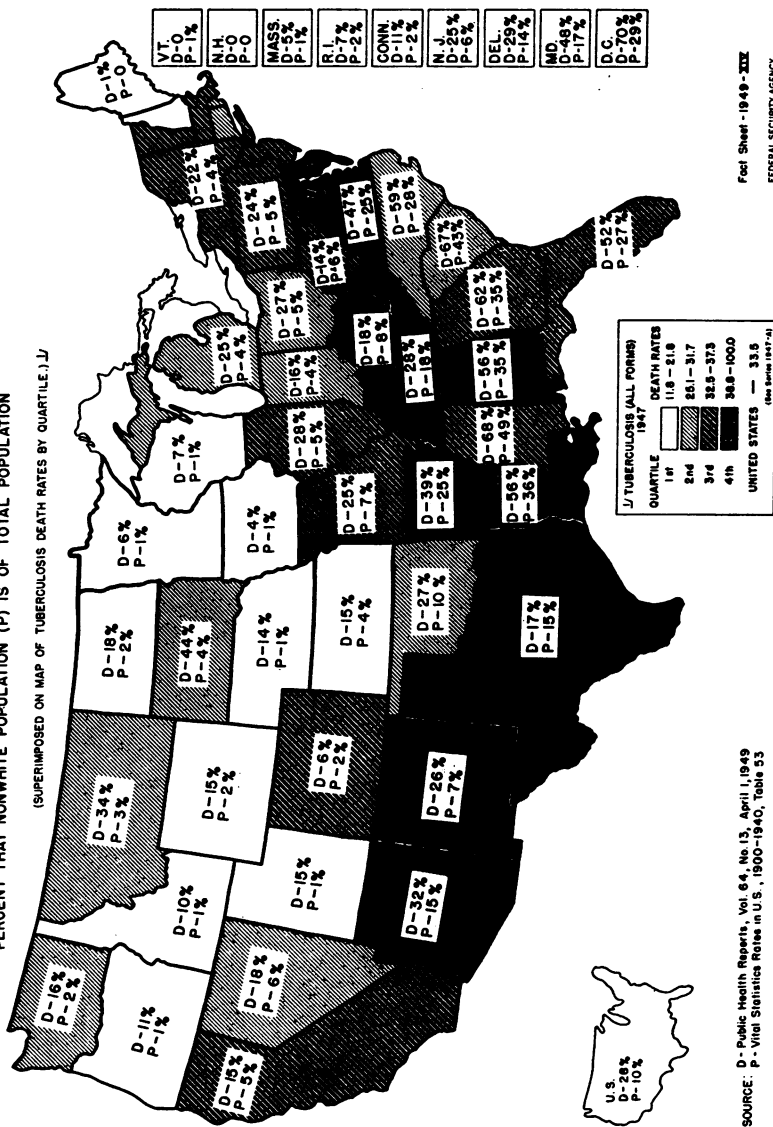 PERCENT THAT NONWHITE POPULATION (P) IS OF TOTAL POPULATION
(SUPERIMPOSED ON MAP OF TUBERCULOSIS DEATH RATES BY QUARTILE.) 1/
D-16%
P-2%
D-11%
P-1%
D-15%
P-5%
D-10%
P-1%
D-18%
P-6%
D-34%
P-3%
D-15%
P-2%
D-15%
P-1%
D-32%
P-15%
D-6%
P-2%
D-26%
P-7%
D-18%
P-2%
D-44%
P-4%
D-14%
P-1%
D-15%
P-4%
D-27%
P-10%
D-17%
P-15%
D-6%
P-1%
D-4%
P-1%
D-25%
P-7%
D-39%
P-25%
D-56%
P-36%
D-7%
P-1%
D-28%
P-5%
D-68%
P-49%
D-25%
P-4%
D-16%
P-4%
D-27%
P-5%
D-18%
P-8%
D-28%
P-18%
D-56%
P-35%
D-62%
P-35%
D-52%
P-27%
D-67%
P-43%
D-59%
P-28%
D-47%
P-25%
D-14%
P-6%
D-24%
P-5%
D-22%
P-4%
D-1%
P-0
VT.
D-0
P-1%
N.H.
D-0
P-0
MASS.
D-5%
P-1%
R.I.
D-7%
P-2%
CONN.
D-11%
P-2%
N.J.
D-25%
P-6%
DEL.
D-29%
P-14%
MD.
D-48%
P-17%
D.C.
D-70%
P-29%
U.S.
D-28%
P-10%
1/ TUBERCULOSIS (ALL FORMS)
1947
QUARTILE DEATH RATES
1st 11.8-21.8
2nd 25.1-31.7
3rd 32.5-37.3
4th 38.8-100.0
UNITED STATES — 33.5
(See Series 1947-A)
SOURCE: D-Public Health Reports, Vol. 64, No. 13, April 1, 1949
P-Vital Statistics Rates in U.S., 1900-1940, Table 53
Fact Sheet-1949-XIX
FEDERAL SECURITY AGENCY